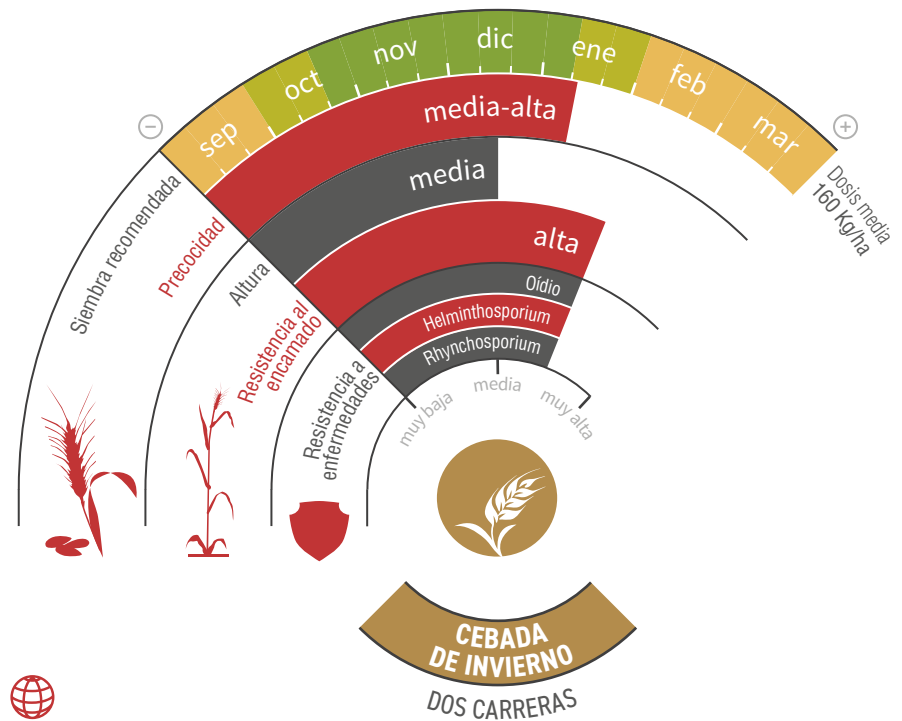 sep
oct
nov
dic
ene
feb
mar
−
+
Siembra recomendada
Dosis media
160 Kg/ha
Precocidad
media-alta
Altura
media
Resistencia al
encamado
alta
Resistencia a
enfermedades
Oídio
Helminthosporium
Rhynchosporium
muy baja
media
muy alta
CEBADA
DE INVIERNO
DOS CARRERAS